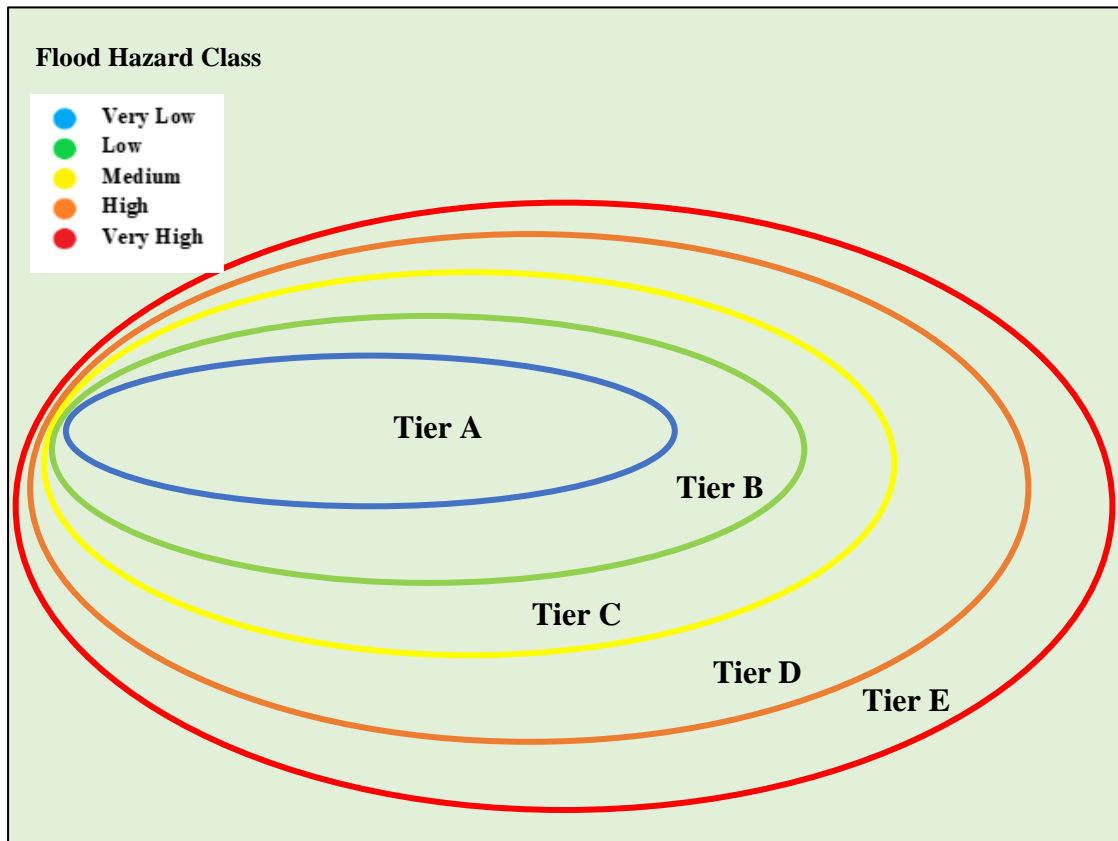 Flood Hazard Class
Very Low
Low
Medium
High
Very High
Tier A
Tier B
Tier C
Tier D
Tier E